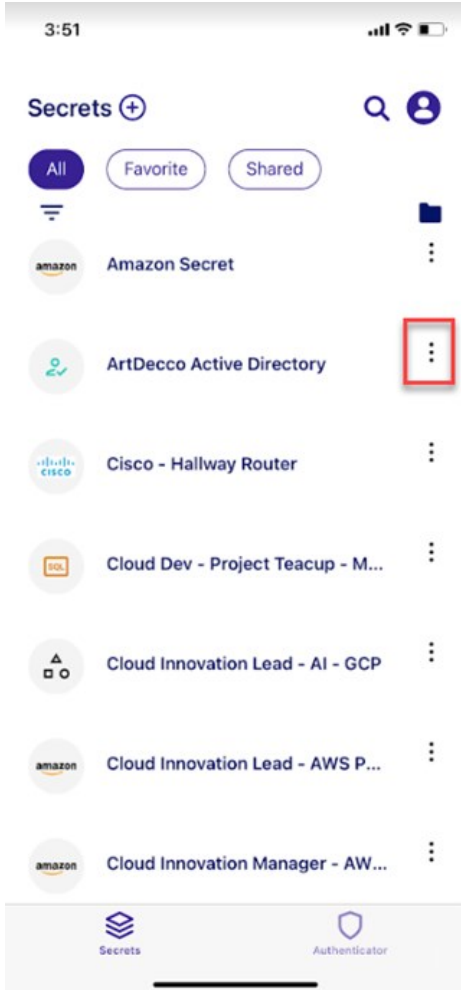 3:51
Secrets
All Favorite Shared
amazon Amazon Secret
ArtDecco Active Directory
CISCO Cisco - Hallway Router
SQL Cloud Dev - Project Teacup - M...
Cloud Innovation Lead - AI - GCP
amazon Cloud Innovation Lead - AWS P...
amazon Cloud Innovation Manager - AW...
Secrets Authenticator